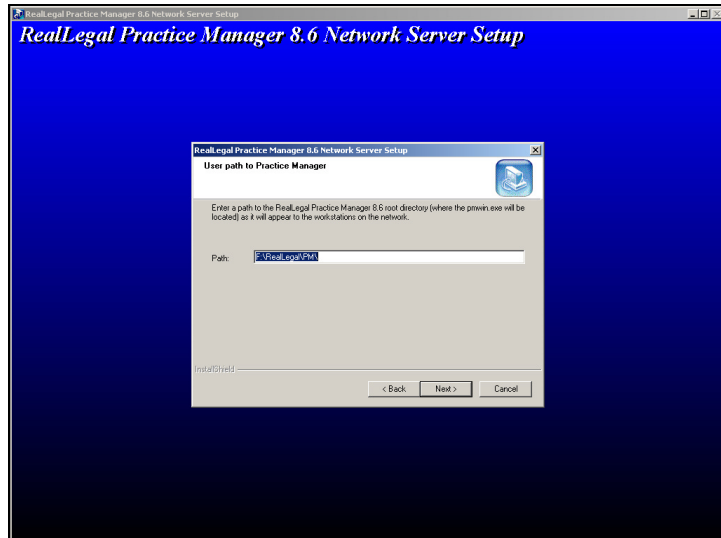 RealLegal Practice Manager 8.6 Network Server Setup
RealLegal Practice Manager 8.6 Network Server Setup
RealLegal Practice Manager 8.6 Network Server Setup
User path to Practice Manager
Enter a path to the RealLegal Practice Manager 8.6 root directory (where the pmwin.exe will be
located) as it will appear to the workstations on the network.
Path: F:\RealLegal\PM\
InstallShield
< Back Next > Cancel